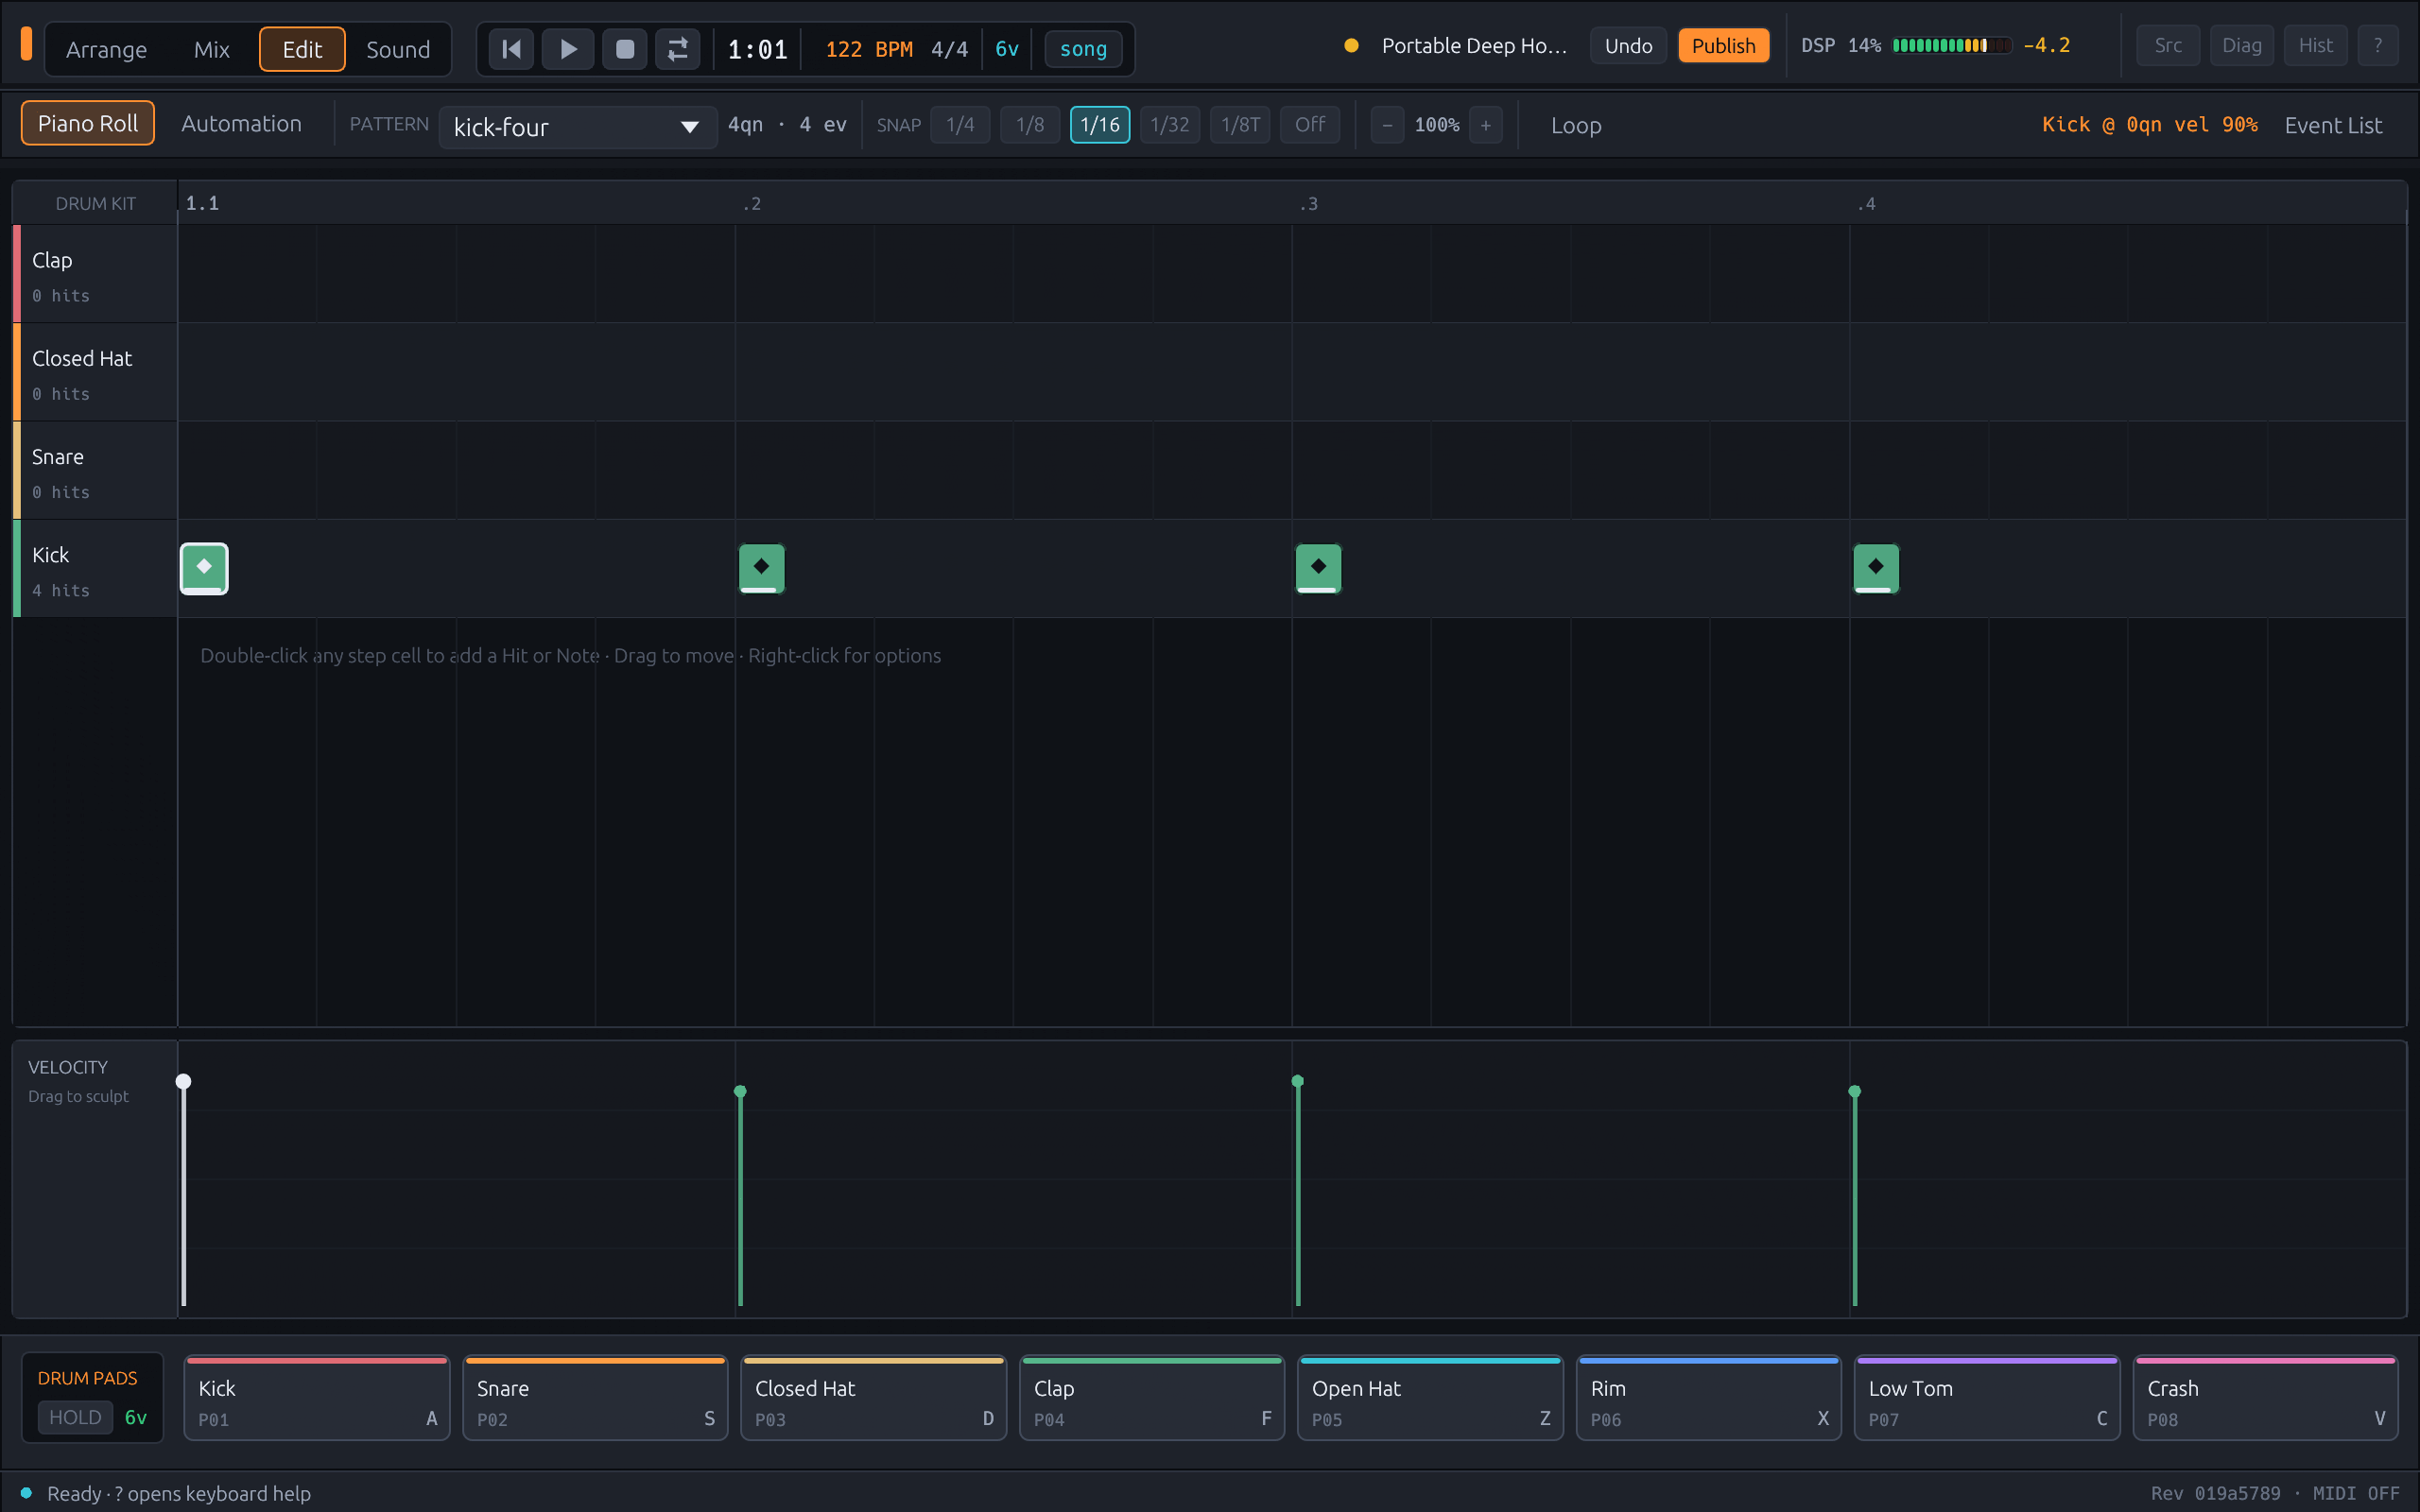 Arrange Mix Edit Sound 1:01 122 BPM 4/4 6v song Portable Deep Ho... Undo Publish DSP 14% -4.2 Src Diag Hist ?
Piano Roll Automation PATTERN kick-four 4qn · 4 ev SNAP 1/4 1/8 1/16 1/32 1/8T Off − 100% + Loop Kick @ 0qn vel 90% Event List
DRUM KIT 1.1 .2 .3 .4
Clap
0 hits
Closed Hat
0 hits
Snare
0 hits
Kick
4 hits
Double-click any step cell to add a Hit or Note · Drag to move · Right-click for options
VELOCITY
Drag to sculpt
DRUM PADS
HOLD 6v
Kick
P01 A
Snare
P02 S
Closed Hat
P03 D
Clap
P04 F
Open Hat
P05 Z
Rim
P06 X
Low Tom
P07 C
Crash
P08 V
Ready · ? opens keyboard help Rev 019a5789 · MIDI OFF